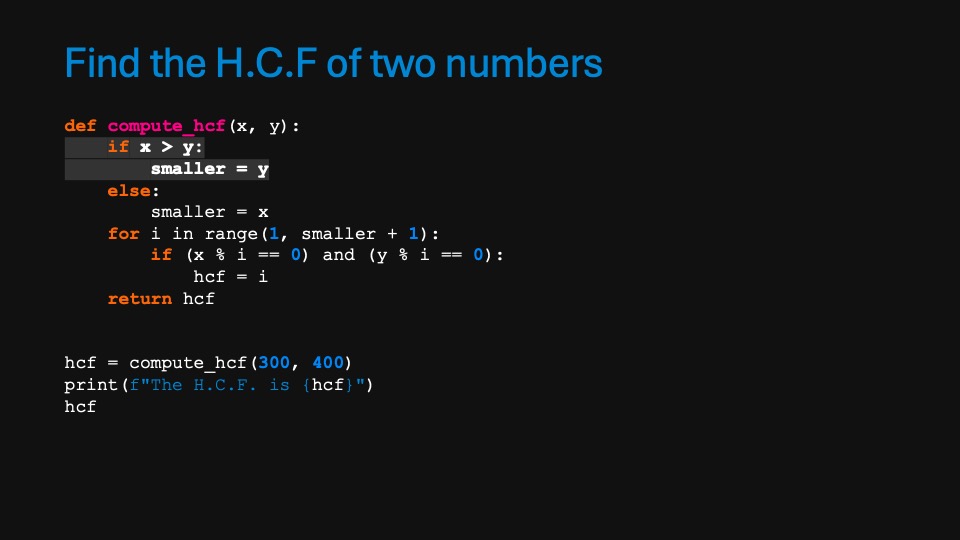 Find the H.C.F of two numbers
def compute_hcf(x, y):
    if x > y:
        smaller = y
    else:
        smaller = x
    for i in range(1, smaller + 1):
        if (x % i == 0) and (y % i == 0):
            hcf = i
    return hcf
hcf = compute_hcf(300, 400)
print(f"The H.C.F. is {hcf}")
hcf